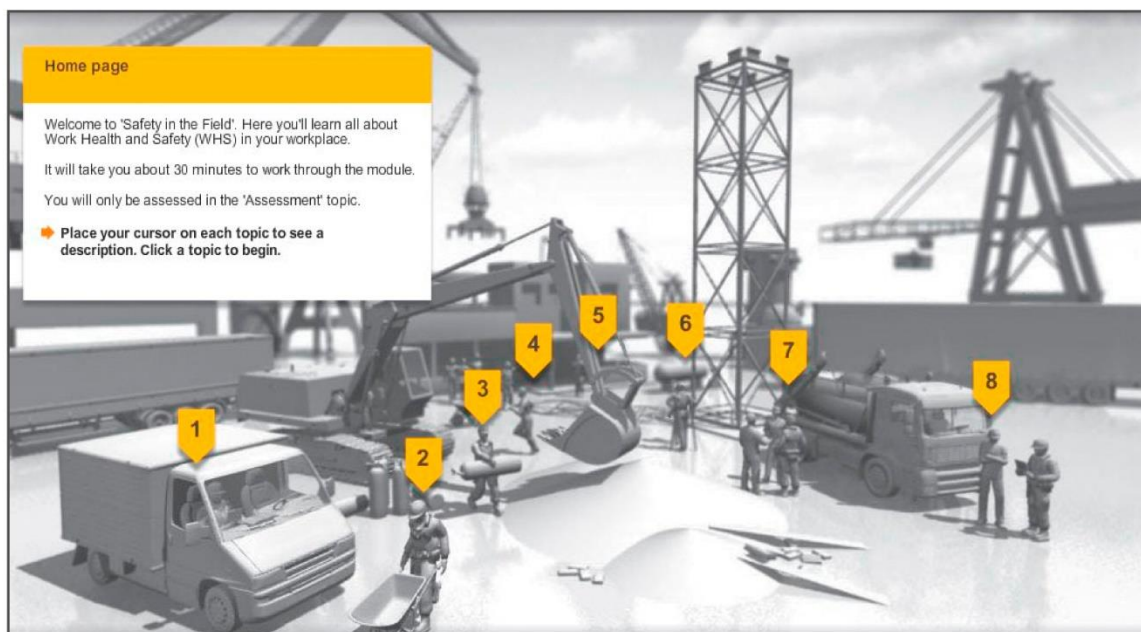 Home page
Welcome to 'Safety in the Field'. Here you'll learn all about
Work Health and Safety (WHS) in your workplace.
It will take you about 30 minutes to work through the module.
You will only be assessed in the 'Assessment' topic.
Place your cursor on each topic to see a
description. Click a topic to begin.
1
2
3
4
5
6
7
8